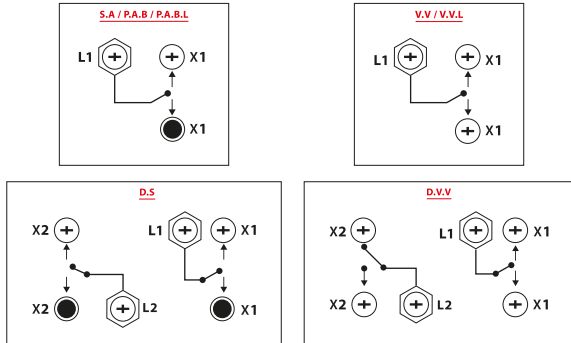 S.A / P.A.B / P.A.B.L
L1 X1
X1
V.V / V.V.L
L1 X1
X1
D.S
X2 L1 X1
X2 L2 X1
D.V.V
X2 L1 X1
X2 L2 X1